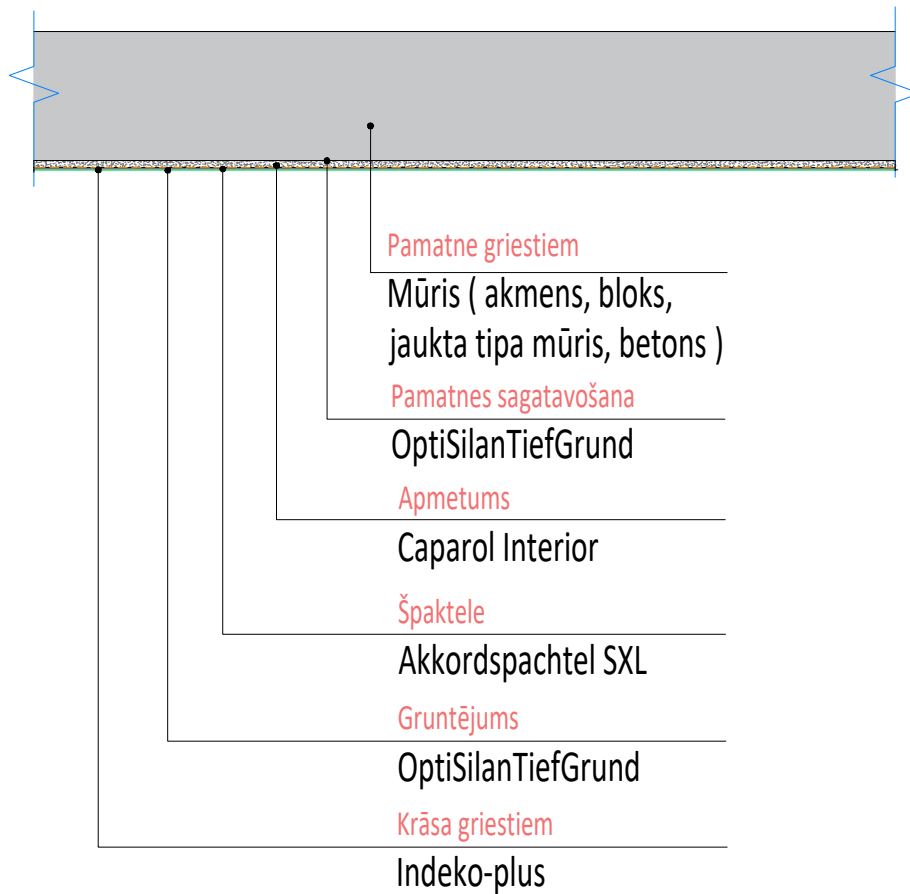 Pamatne griestiem
Mūris ( akmens, bloks,
jaukta tipa mūris, betons )
Pamatnes sagatavošana
OptiSilanTiefGrund
Apmetums
Caparol Interior
Špaktele
Akkordspachtel SXL
Gruntējums
OptiSilanTiefGrund
Krāsa griestiem
Indeko-plus